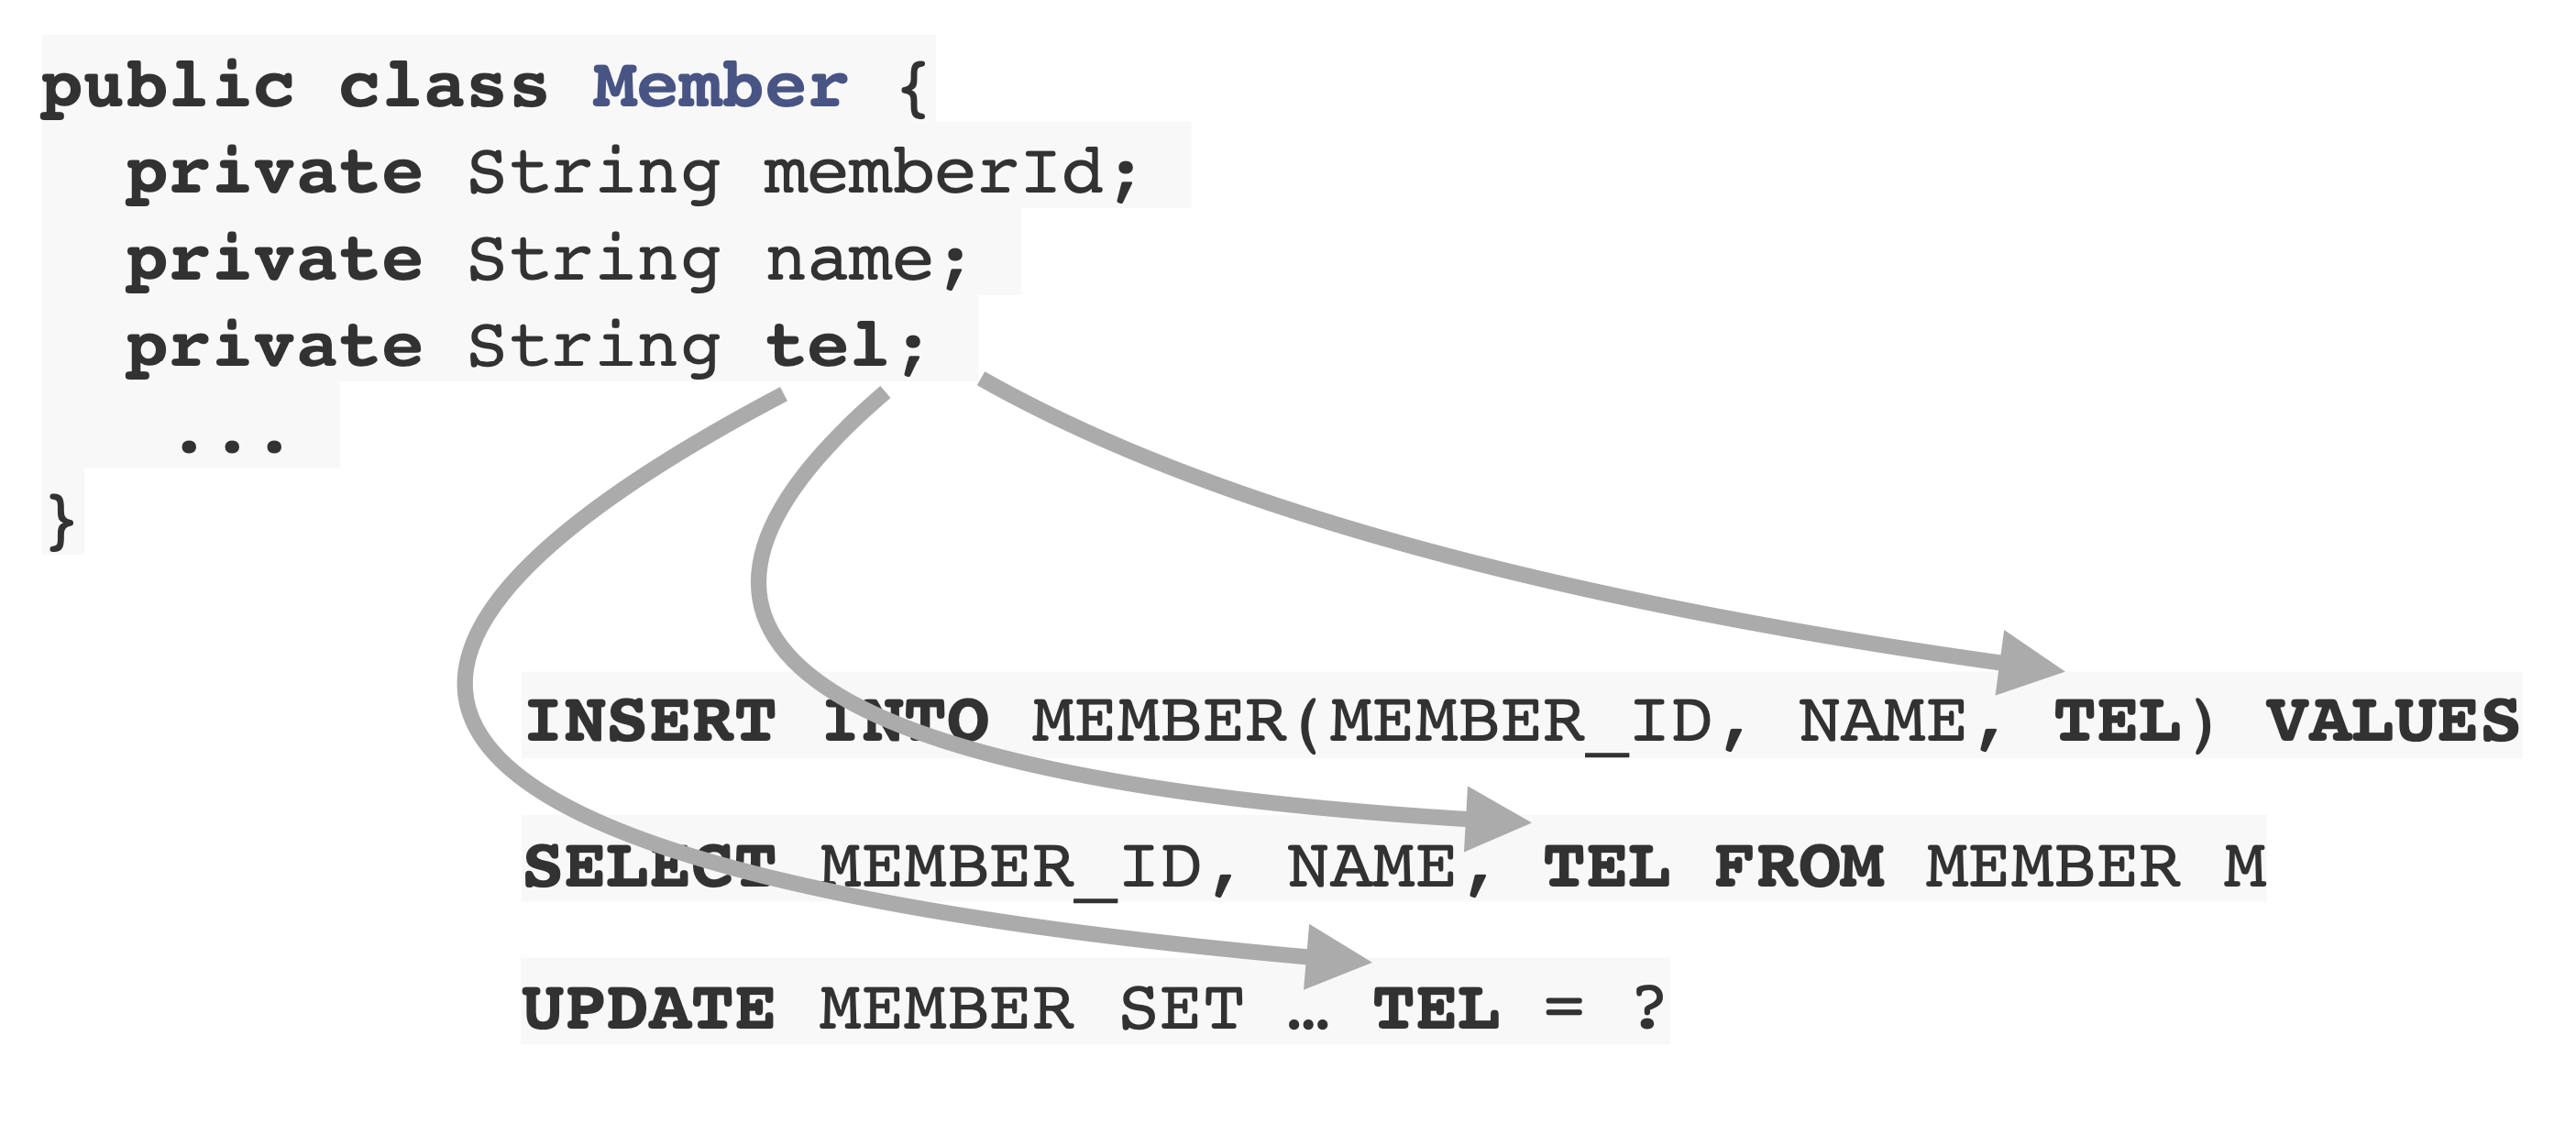 public class Member {
private String memberId;
private String name;
private String tel;
...
}
INSERT INTO MEMBER(MEMBER_ID, NAME, TEL) VALUES
SELECT MEMBER_ID, NAME, TEL FROM MEMBER M
UPDATE MEMBER SET … TEL = ?